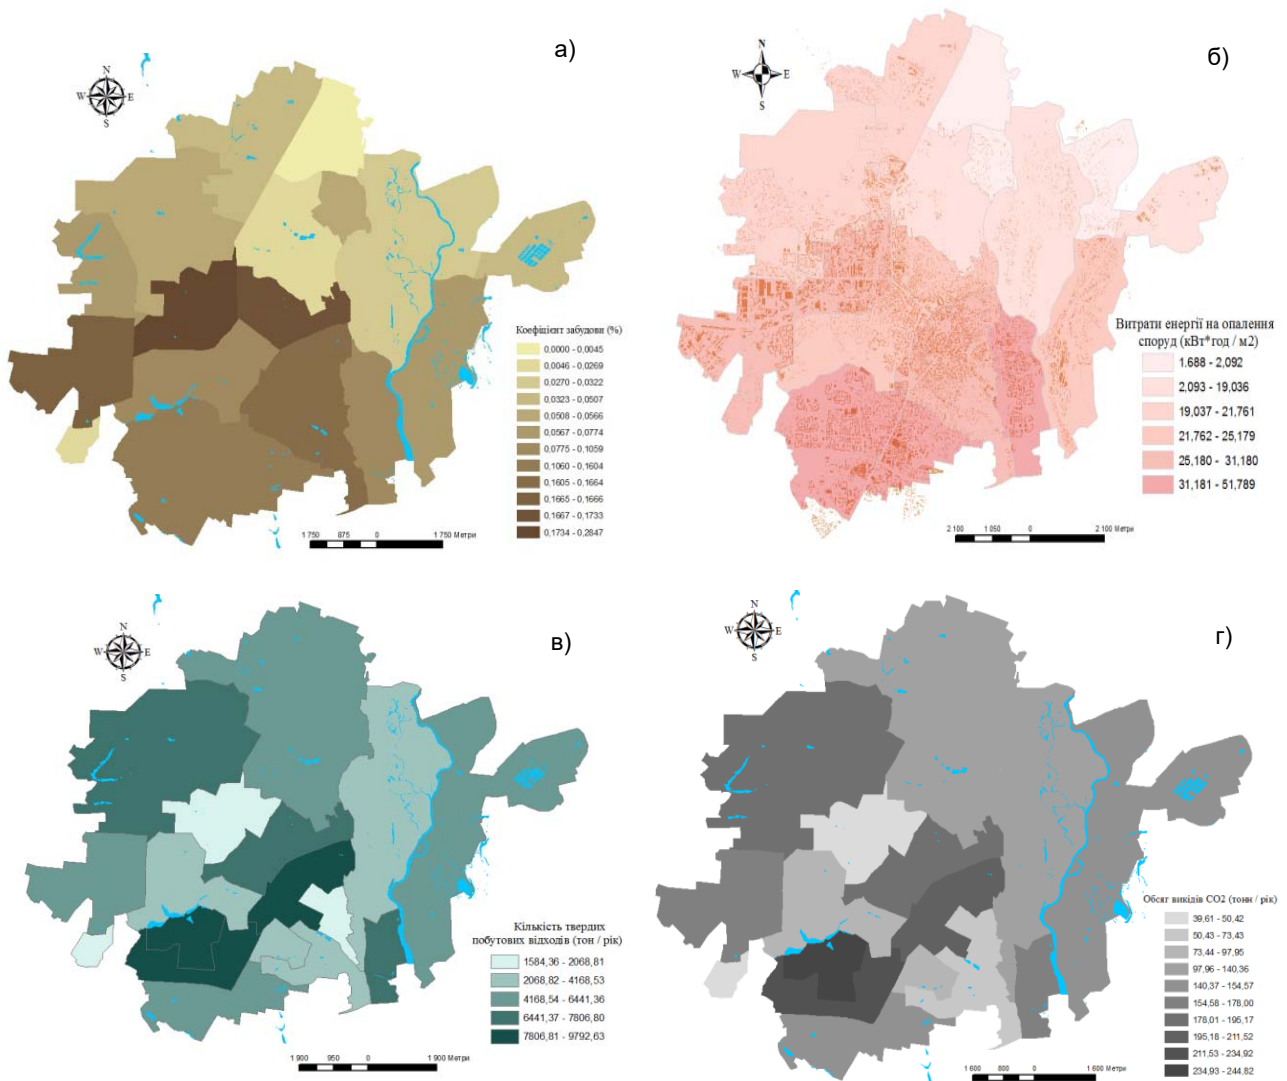 а)
N
W E
S
Коефіцієнт забудови (%)
0,0000 - 0,0045
0,0046 - 0,0269
0,0270 - 0,0322
0,0323 - 0,0507
0,0508 - 0,0566
0,0567 - 0,0774
0,0775 - 0,1059
0,1060 - 0,1604
0,1605 - 0,1664
0,1665 - 0,1666
0,1667 - 0,1733
0,1734 - 0,2847
1 750 875 0 1 750 Метри
б)
N
W E
S
Витрати енергії на опалення
споруд (кВт*год / м2)
1.688 - 2,092
2,093 - 19,036
19,037 - 21,761
21,762 - 25,179
25,180 - 31,180
31,181 - 51,789
2 100 1 050 0 2 100 Метри
в)
N
W E
S
Кількість твердих
побутових відходів (тон / рік)
1584,36 - 2068,81
2068,82 - 4168,53
4168,54 - 6441,36
6441,37 - 7806,80
7806,81 - 9792,63
1 900 950 0 1 900 Метри
г)
N
W E
S
Обсяг викідів CO2 (тонн / рік)
39,61 - 50,42
50,43 - 73,43
73,44 - 97,95
97,96 - 140,36
140,37 - 154,57
154,58 - 178,00
178,01 - 195,17
195,18 - 211,52
211,53 - 234,92
234,93 - 244,82
1 600 800 0 1 600 Метри